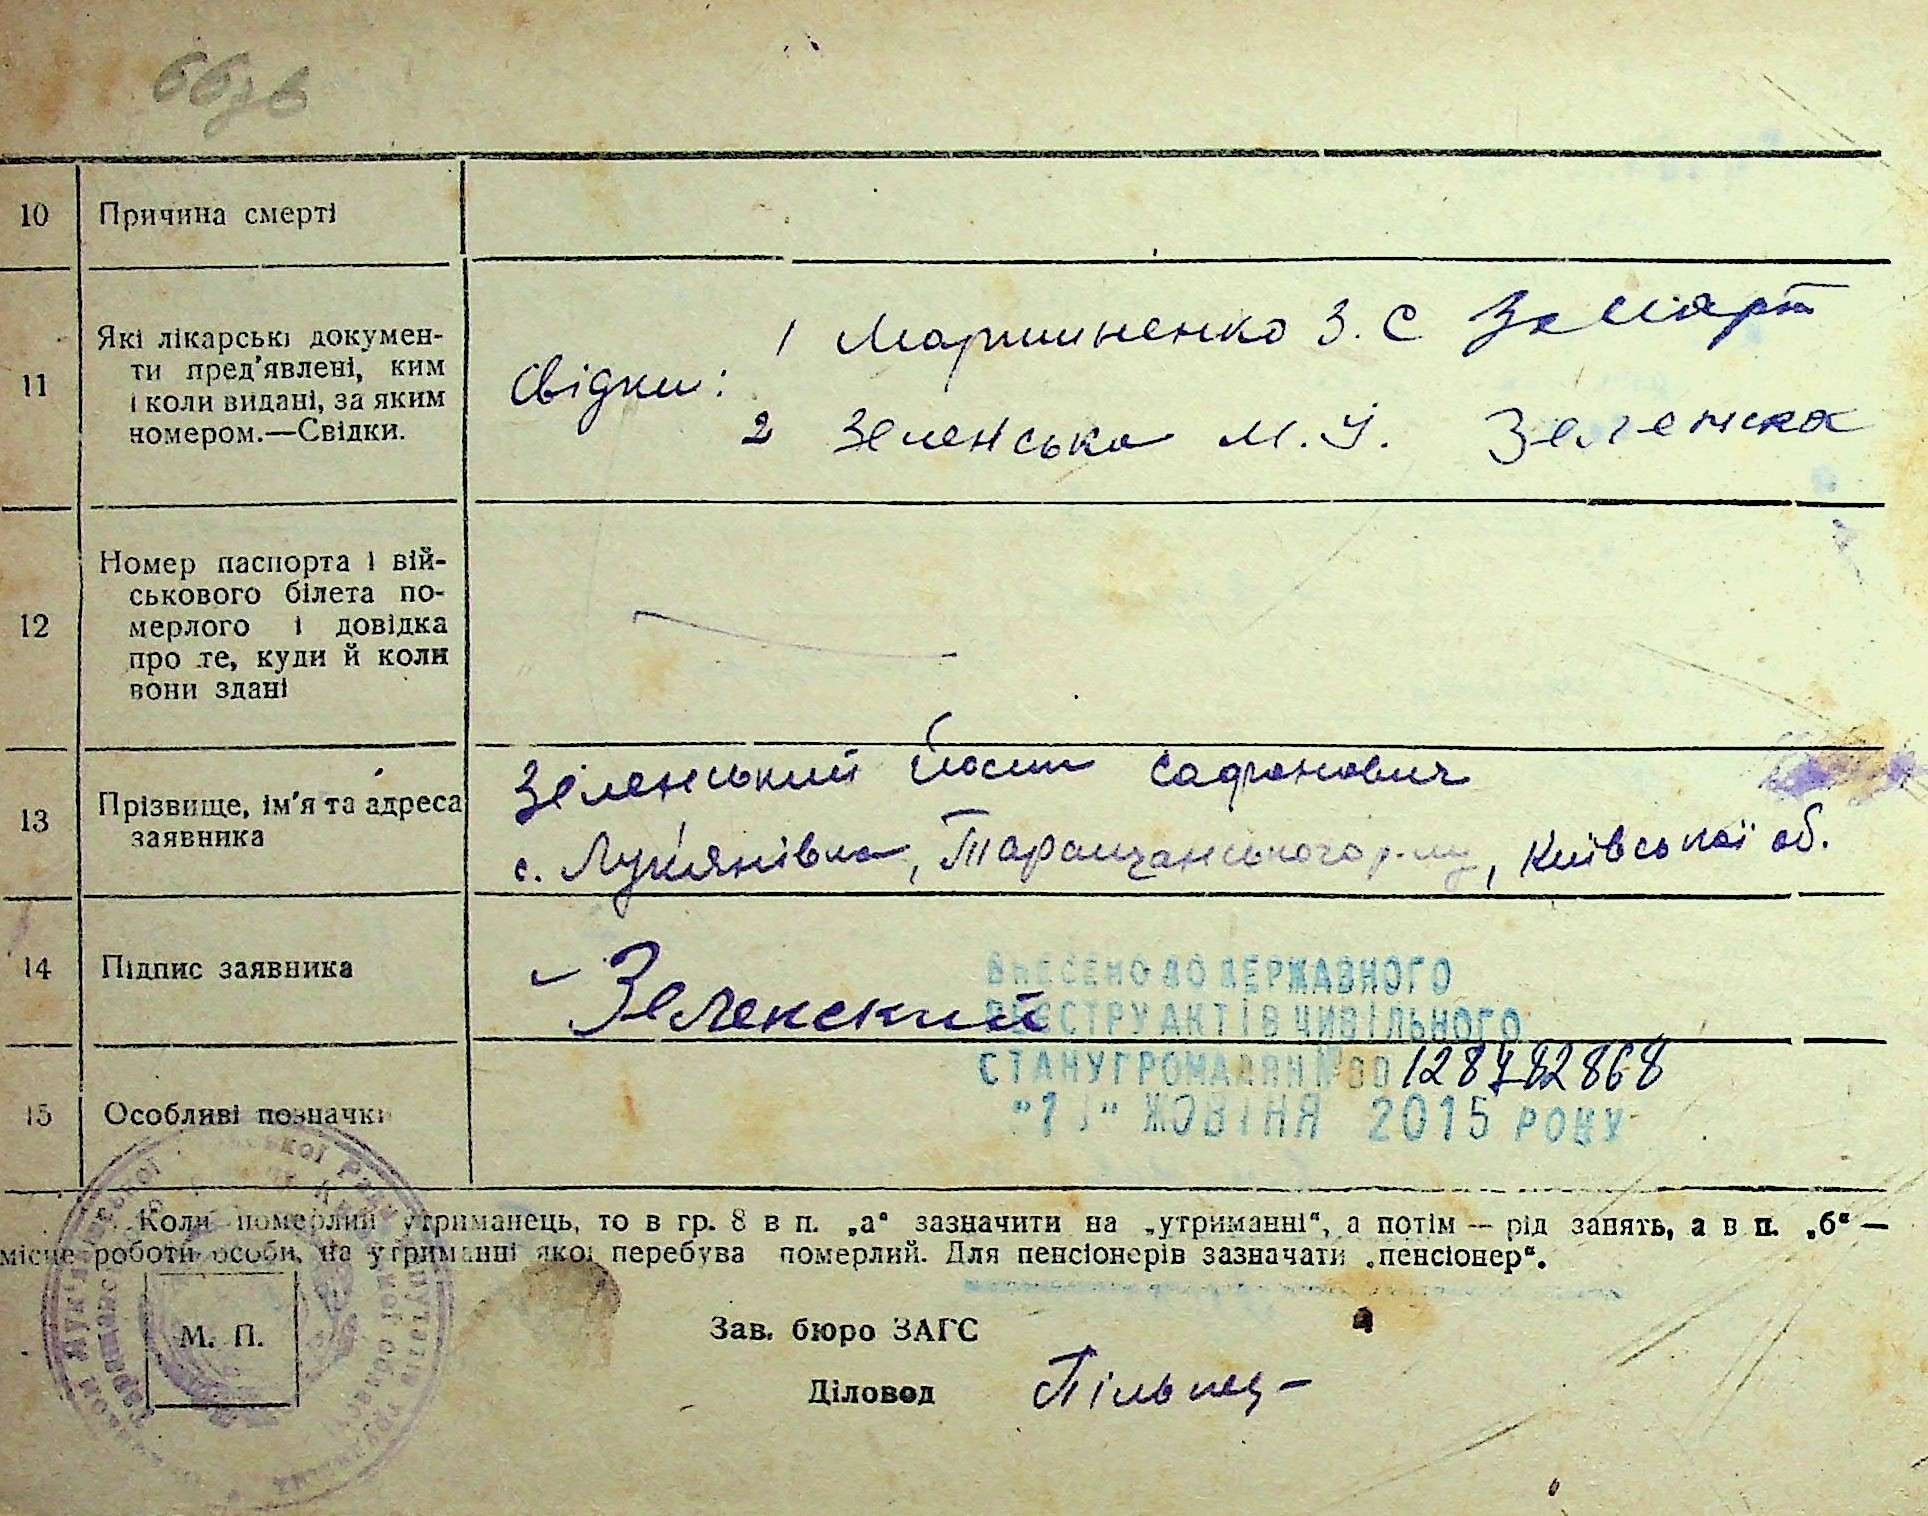 66зв
10 Причина смерті
11 Які лікарські докумен-
ти пред'явлені, ким
і коли видані, за яким
номером.—Свідки.
Свідки:
1 Мартиненко З. С ЗаМарт
2 Зеленська М. У. Зеленска
12 Номер паспорта і вій-
ськового білета по-
мерлого і довідка
про те, куди й коли
вони здані
13 Прізвище, ім'я та адреса
заявника
Зеленський Йосип Сафронович
с. Лук'янівка, Таращанського р-ну, Київської об.
14 Підпис заявника
Зеленский
ВНЕСЕНО ДО ДЕРЖАВНОГО
РЕЄСТРУ АКТІВ ЦИВІЛЬНОГО
СТАНУ ГРОМАДЯН № 00128782868
ЖОВТНЯ 2015 РОКУ
15 Особливі позначки
Коли померлий утриманець, то в гр. 8 в п. „а“ зазначити на „утриманні“, а потім — рід занять, а в п. „б“ —
місце роботи особи, на утриманні якої перебував померлий. Для пенсіонерів зазначати „пенсіонер“.
М. П.
Зав. бюро ЗАГС
Діловод